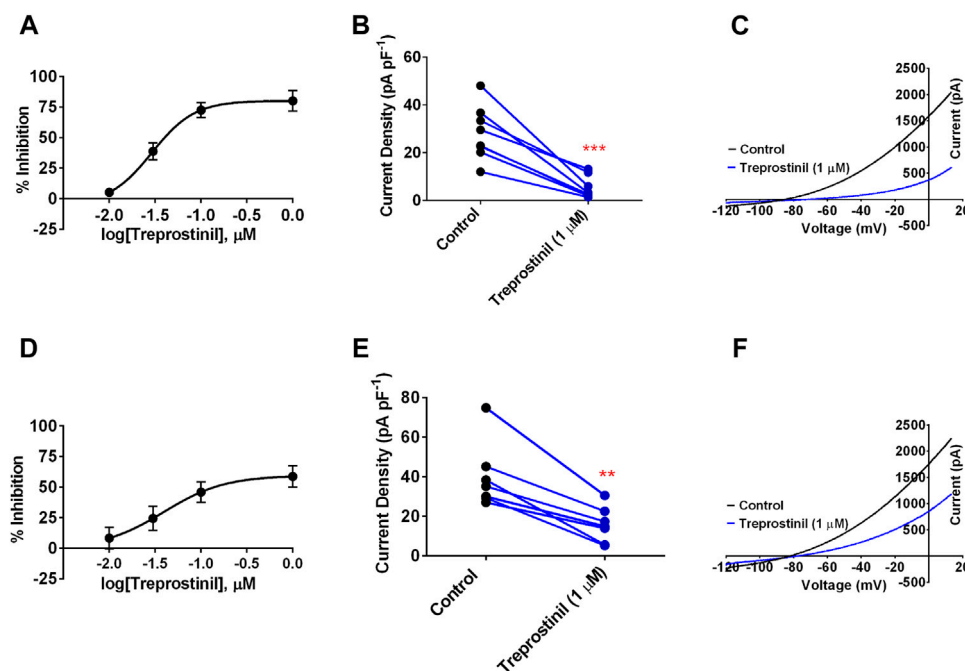 A
% Inhibition
100
75
50
25
0
-25
-2.0 -1.5 -1.0 -0.5 0.0
log[Treprostinil], μM
B
Current Density (pA pF-1)
60
40
20
0
Control
Treprostinil (1 μM)
***
C
Control
Treprostinil (1 μM)
2500
2000
1500
1000
500
-500
Current (pA)
-120 -100 -80 -60 -40 -20 0 20
Voltage (mV)
D
% Inhibition
100
75
50
25
0
-25
-2.0 -1.5 -1.0 -0.5 0.0
log[Treprostinil], μM
E
Current Density (pA pF-1)
80
60
40
20
0
Control
Treprostinil (1 μM)
**
F
Control
Treprostinil (1 μM)
2500
2000
1500
1000
500
-500
Current (pA)
-120 -100 -80 -60 -40 -20 0 20
Voltage (mV)